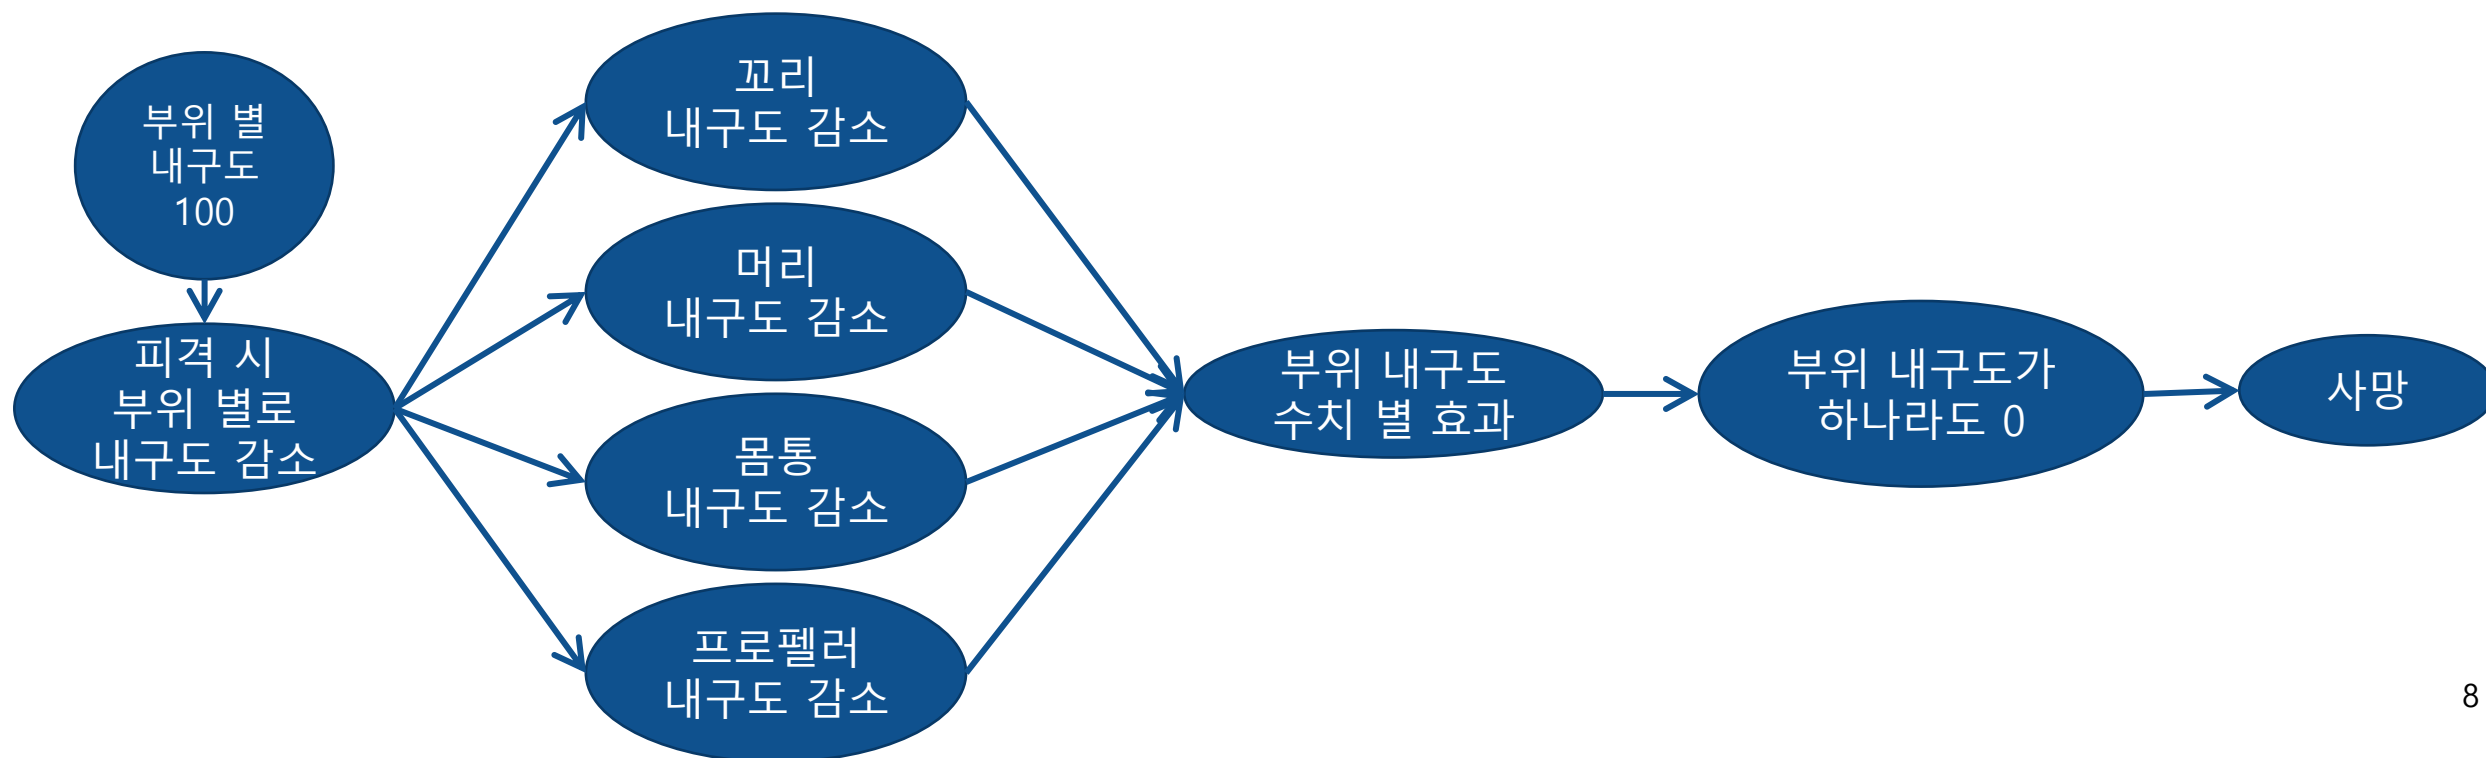 부위 별
내구도
100
피격 시
부위 별로
내구도 감소
꼬리
내구도 감소
머리
내구도 감소
몸통
내구도 감소
프로펠러
내구도 감소
부위 내구도
수치 별 효과
부위 내구도가
하나라도 0
사망
8